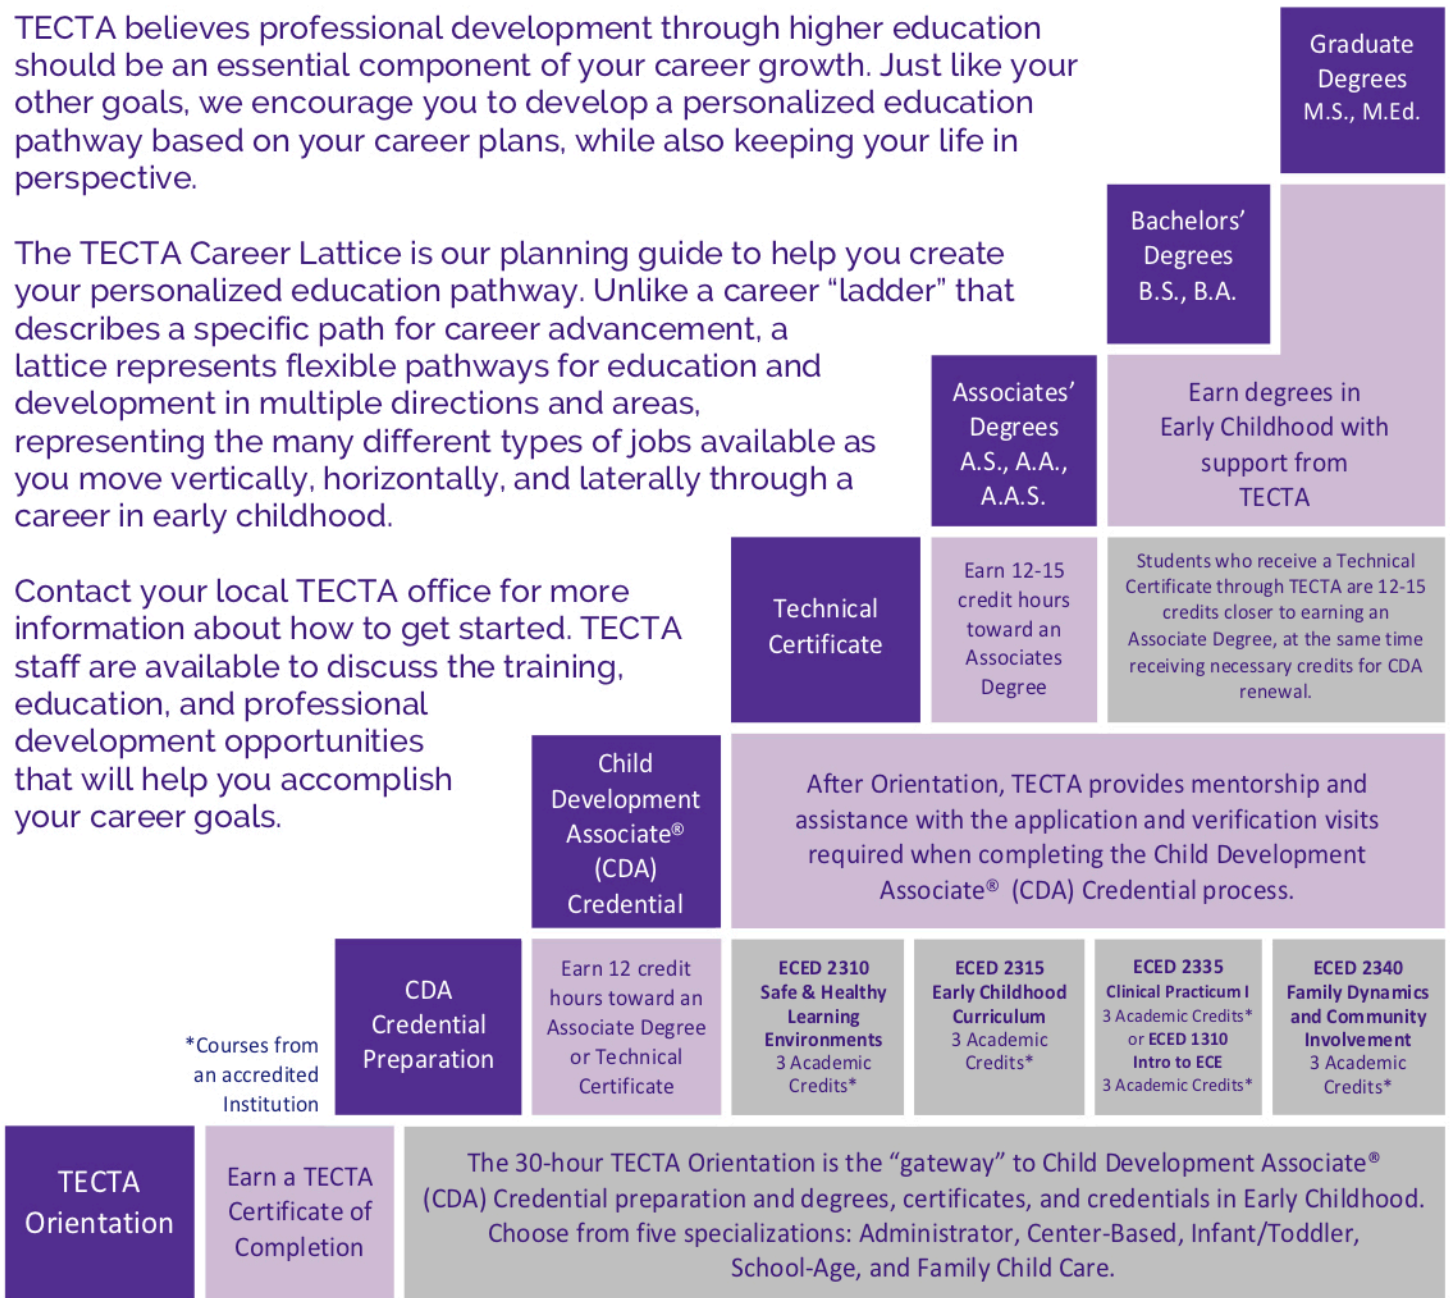 TECTA believes professional development through higher education
should be an essential component of your career growth. Just like your
other goals, we encourage you to develop a personalized education
pathway based on your career plans, while also keeping your life in
perspective.
The TECTA Career Lattice is our planning guide to help you create
your personalized education pathway. Unlike a career “ladder” that
describes a specific path for career advancement, a
lattice represents flexible pathways for education and
development in multiple directions and areas,
representing the many different types of jobs available as
you move vertically, horizontally, and laterally through a
career in early childhood.
Contact your local TECTA office for more
information about how to get started. TECTA
staff are available to discuss the training,
education, and professional
development opportunities
that will help you accomplish
your career goals.
Graduate
Degrees
M.S., M.Ed.
Bachelors’
Degrees
B.S., B.A.
Associates’
Degrees
A.S., A.A.,
A.A.S.
Earn degrees in
Early Childhood with
support from
TECTA
Technical
Certificate
Earn 12-15
credit hours
toward an
Associates
Degree
Students who receive a Technical
Certificate through TECTA are 12-15
credits closer to earning an
Associate Degree, at the same time
receiving necessary credits for CDA
renewal.
Child
Development
Associate®
(CDA)
Credential
After Orientation, TECTA provides mentorship and
assistance with the application and verification visits
required when completing the Child Development
Associate® (CDA) Credential process.
*Courses from
an accredited
Institution
CDA
Credential
Preparation
Earn 12 credit
hours toward an
Associate Degree
or Technical
Certificate
ECED 2310
Safe & Healthy
Learning
Environments
3 Academic
Credits*
ECED 2315
Early Childhood
Curriculum
3 Academic
Credits*
ECED 2335
Clinical Practicum I
3 Academic Credits*
or ECED 1310
Intro to ECE
3 Academic Credits*
ECED 2340
Family Dynamics
and Community
Involvement
3 Academic
Credits*
TECTA
Orientation
Earn a TECTA
Certificate of
Completion
The 30-hour TECTA Orientation is the “gateway” to Child Development Associate®
(CDA) Credential preparation and degrees, certificates, and credentials in Early Childhood.
Choose from five specializations: Administrator, Center-Based, Infant/Toddler,
School-Age, and Family Child Care.